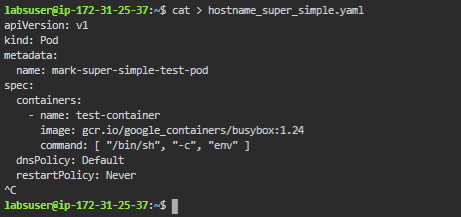 labsuser@ip-172-31-25-37:~$ cat > hostname_super_simple.yaml
apiVersion: v1
kind: Pod
metadata:
  name: mark-super-simple-test-pod
spec:
  containers:
    - name: test-container
      image: gcr.io/google_containers/busybox:1.24
      command: [ "/bin/sh", "-c", "env" ]
  dnsPolicy: Default
  restartPolicy: Never
^C
labsuser@ip-172-31-25-37:~$